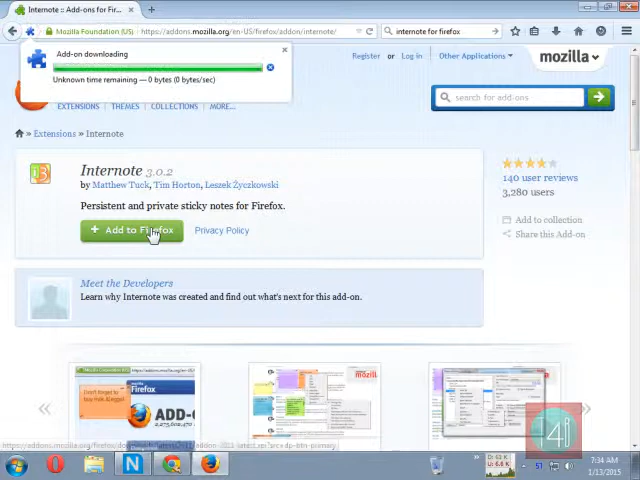 Internote :: Add-ons for Fir...
Mozilla Foundation (US)
https://addons.mozilla.org/en-US/firefox/addon/internote/
internote for firefox
Add-on downloading
Unknown time remaining — 0 bytes (0 bytes/sec)
Register or Log in
Other Applications
mozilla
EXTENSIONS THEMES COLLECTIONS MORE...
search for add-ons
» Extensions » Internote
Internote 3.0.2
by Matthew Tuck, Tim Horton, Leszek Życzkowski
140 user reviews
3,280 users
Persistent and private sticky notes for Firefox.
+ Add to Firefox
Privacy Policy
Add to collection
Share this Add-on
Meet the Developers
Learn why Internote was created and find out what's next for this add-on.
Don't forget to
ADD-
mozill
7:34 AM
1/13/2015